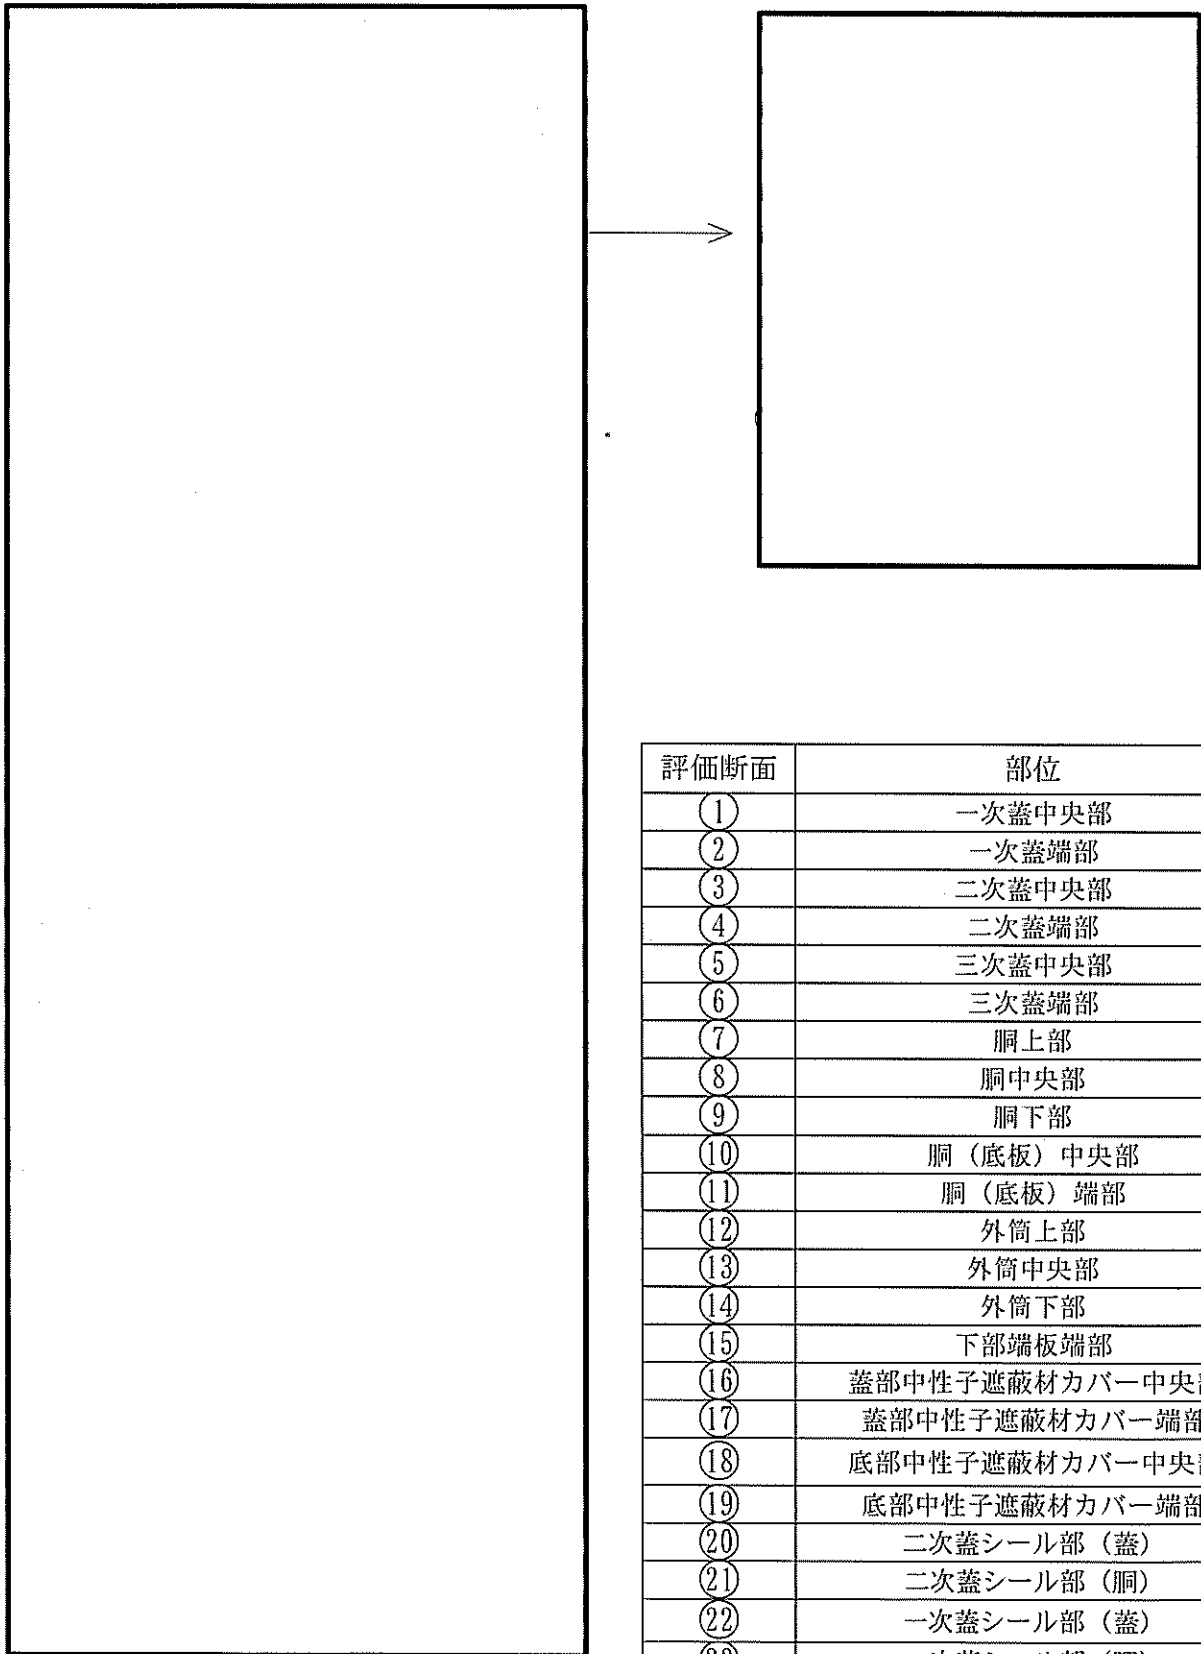 評価断面 部位
① 一次蓋中央部
② 一次蓋端部
③ 二次蓋中央部
④ 二次蓋端部
⑤ 三次蓋中央部
⑥ 三次蓋端部
⑦ 胴上部
⑧ 胴中央部
⑨ 胴下部
⑩ 胴（底板）中央部
⑪ 胴（底板）端部
⑫ 外筒上部
⑬ 外筒中央部
⑭ 外筒下部
⑮ 下部端板端部
⑯ 蓋部中性子遮蔽材カバー中央部
⑰ 蓋部中性子遮蔽材カバー端部
⑱ 底部中性子遮蔽材カバー中央部
⑲ 底部中性子遮蔽材カバー端部
⑳ 二次蓋シール部（蓋）
㉑ 二次蓋シール部（胴）
㉒ 一次蓋シール部（蓋）